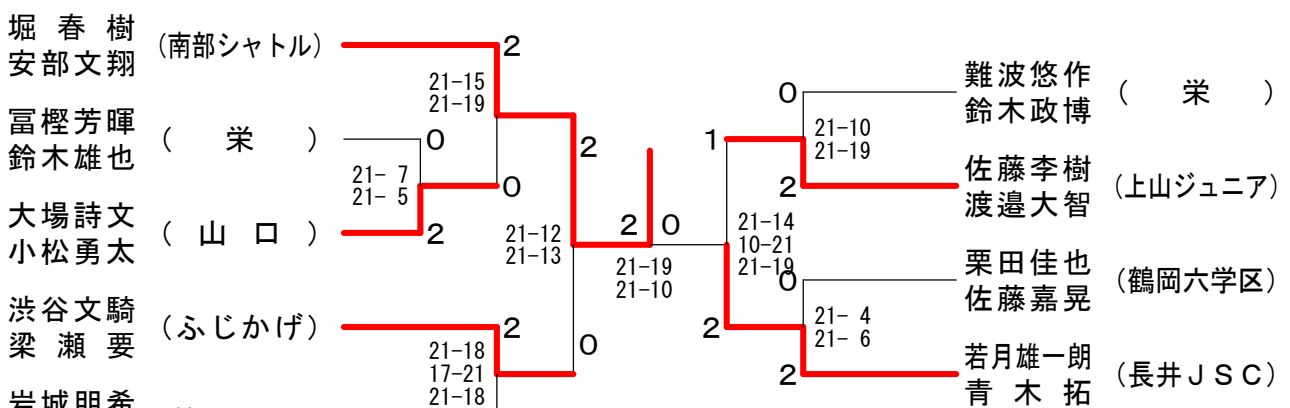 堀春樹
安部文翔
(南部シャトル)
2
21-15
21-19
冨樫芳暉
鈴木雄也
(栄)
0
21- 7
21- 5
0
大場詩文
小松勇太
(山口)
2
2
21-12
21-13
渋谷文騎
梁瀬要
(ふじかげ)
2
21-18
17-21
21-18
0
岩城朋希
2 0
21-19
21-10
難波悠作
鈴木政博
(栄)
0
21-10
21-19
1
佐藤李樹
渡邉大智
(上山ジュニア)
2
21-14
10-21
21-19
栗田佳也
佐藤嘉晃
(鶴岡六学区)
0
21- 4
21- 6
2
若月雄一朗
青木拓
(長井JSC)
2